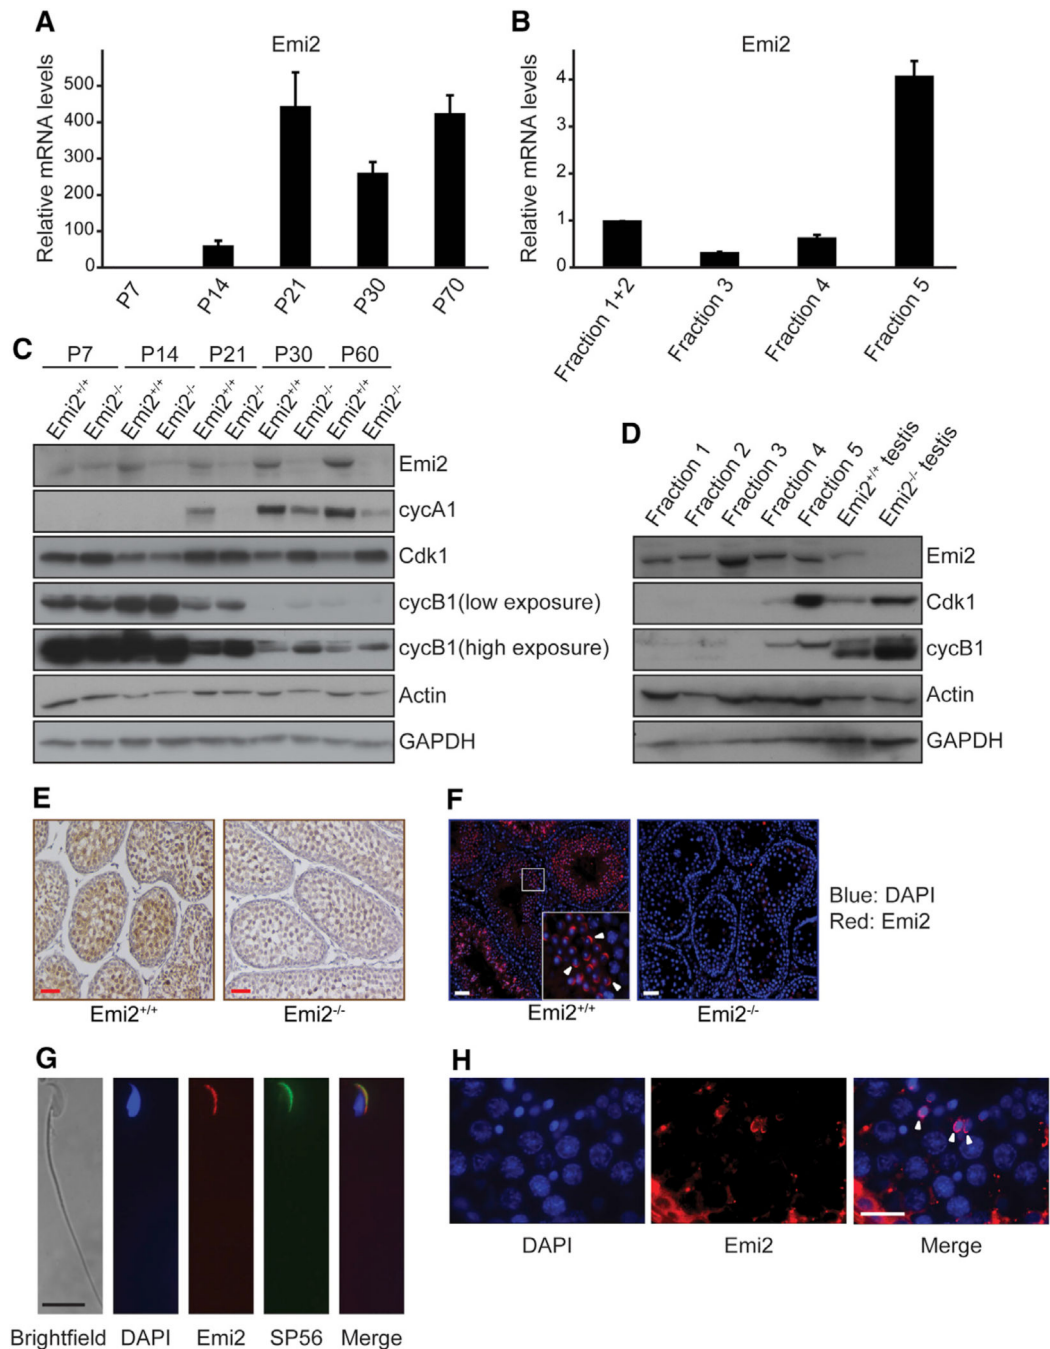 A
Emi2
Relative mRNA levels
500
400
300
200
100
0
P7
P14
P21
P30
P70
B
Emi2
Relative mRNA levels
4
3
2
1
0
Fraction 1+2
Fraction 3
Fraction 4
Fraction 5
C
P7 P14 P21 P30 P60
Emi2+/+ Emi2-/- Emi2+/+ Emi2-/- Emi2+/+ Emi2-/- Emi2+/+ Emi2-/- Emi2+/+ Emi2-/-
Emi2
cycA1
Cdk1
cycB1(low exposure)
cycB1(high exposure)
Actin
GAPDH
D
Fraction 1
Fraction 2
Fraction 3
Fraction 4
Fraction 5
Emi2+/+ testis
Emi2-/- testis
Emi2
Cdk1
cycB1
Actin
GAPDH
E
Emi2+/+
Emi2-/-
F
Blue: DAPI
Red: Emi2
Emi2+/+
Emi2-/-
G
Brightfield
DAPI
Emi2
SP56
Merge
H
DAPI
Emi2
Merge